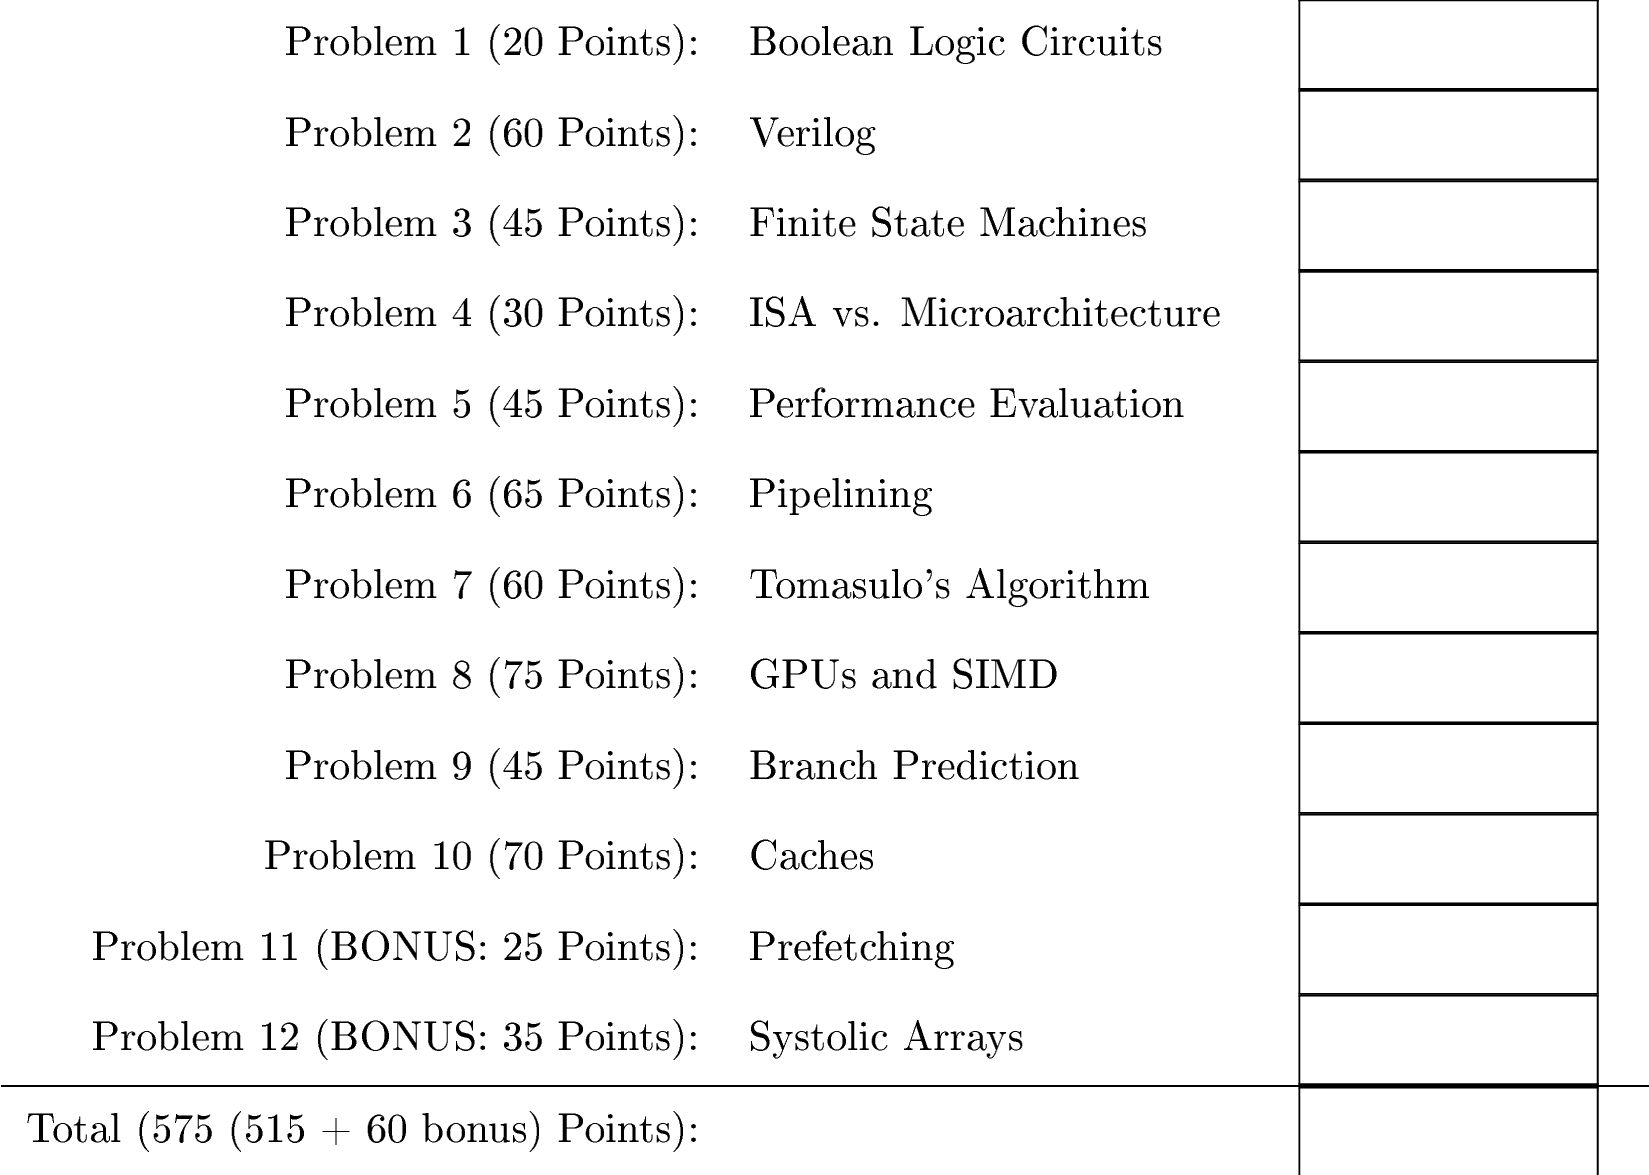 Problem 1 (20 Points): Boolean Logic Circuits
Problem 2 (60 Points): Verilog
Problem 3 (45 Points): Finite State Machines
Problem 4 (30 Points): ISA vs. Microarchitecture
Problem 5 (45 Points): Performance Evaluation
Problem 6 (65 Points): Pipelining
Problem 7 (60 Points): Tomasulo's Algorithm
Problem 8 (75 Points): GPUs and SIMD
Problem 9 (45 Points): Branch Prediction
Problem 10 (70 Points): Caches
Problem 11 (BONUS: 25 Points): Prefetching
Problem 12 (BONUS: 35 Points): Systolic Arrays
Total (575 (515 + 60 bonus) Points):